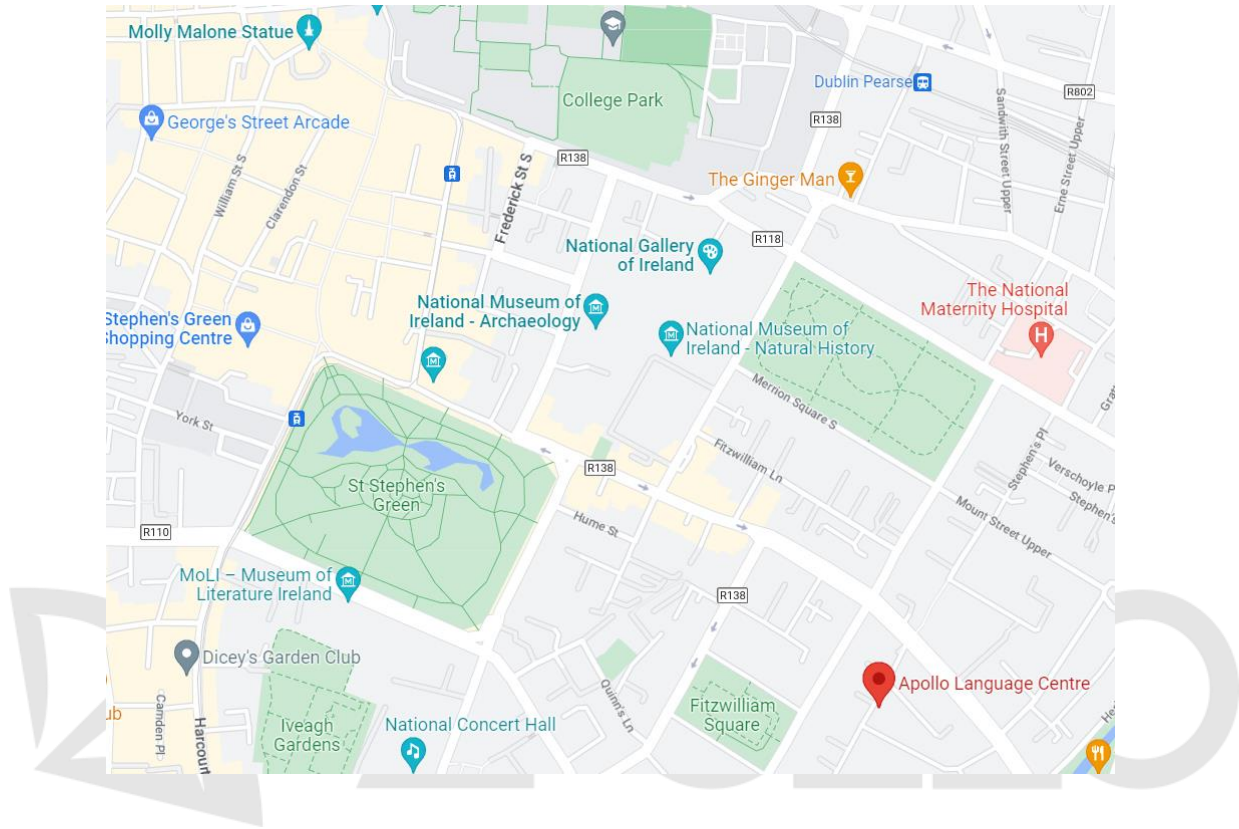 Molly Malone Statue
George's Street Arcade
College Park
Dublin Pearse
R802
R138
Sandwith Street Upper
Erne Street Upper
The Ginger Man
R138
Frederick St S
William St S
Clarendon St
National Gallery
of Ireland
R118
National Museum of
Ireland - Archaeology
National Museum of
Ireland - Natural History
The National
Maternity Hospital
Stephen's Green
Shopping Centre
York St
Merrion Square S
Fitzwilliam Ln
Stephen's Pl
Verschoyle P
Stephen's
Mount Street Upper
R138
St Stephen's
Green
Hume St
R110
MoLI – Museum of
Literature Ireland
R138
Dicey's Garden Club
Camden Pl
Harcourt
Iveagh
Gardens
National Concert Hall
Quinn's Ln
Fitzwilliam
Square
Apollo Language Centre
H
ub